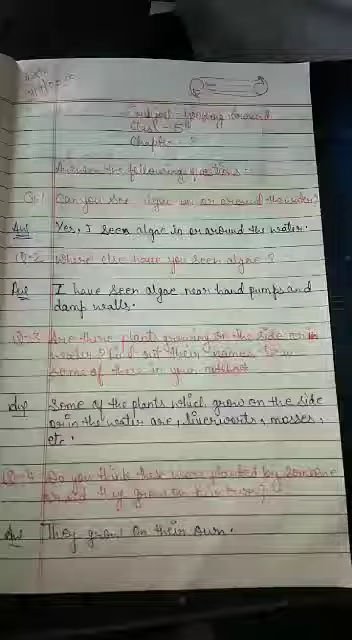 Subject - Looking Around
Class - 5th
Chapter -
Answer the following questions :-
Q-1 Can you see algae in or around the water?
Ans Yes, I seen algae in or around the water.
Q-2 Where else have you seen algae ?
Ans I have seen algae near hand pumps and
damp walls.
Q-3 Are there plants growing on the side or in
water ? Find out their names
some of these in your notebook
Ans Some of the plants which grow on the side
or in the water are, liverworts, mosses,
etc.
Q-4 Do you think these were planted by someone
or did they grow on their own?
Ans They grow on their own.